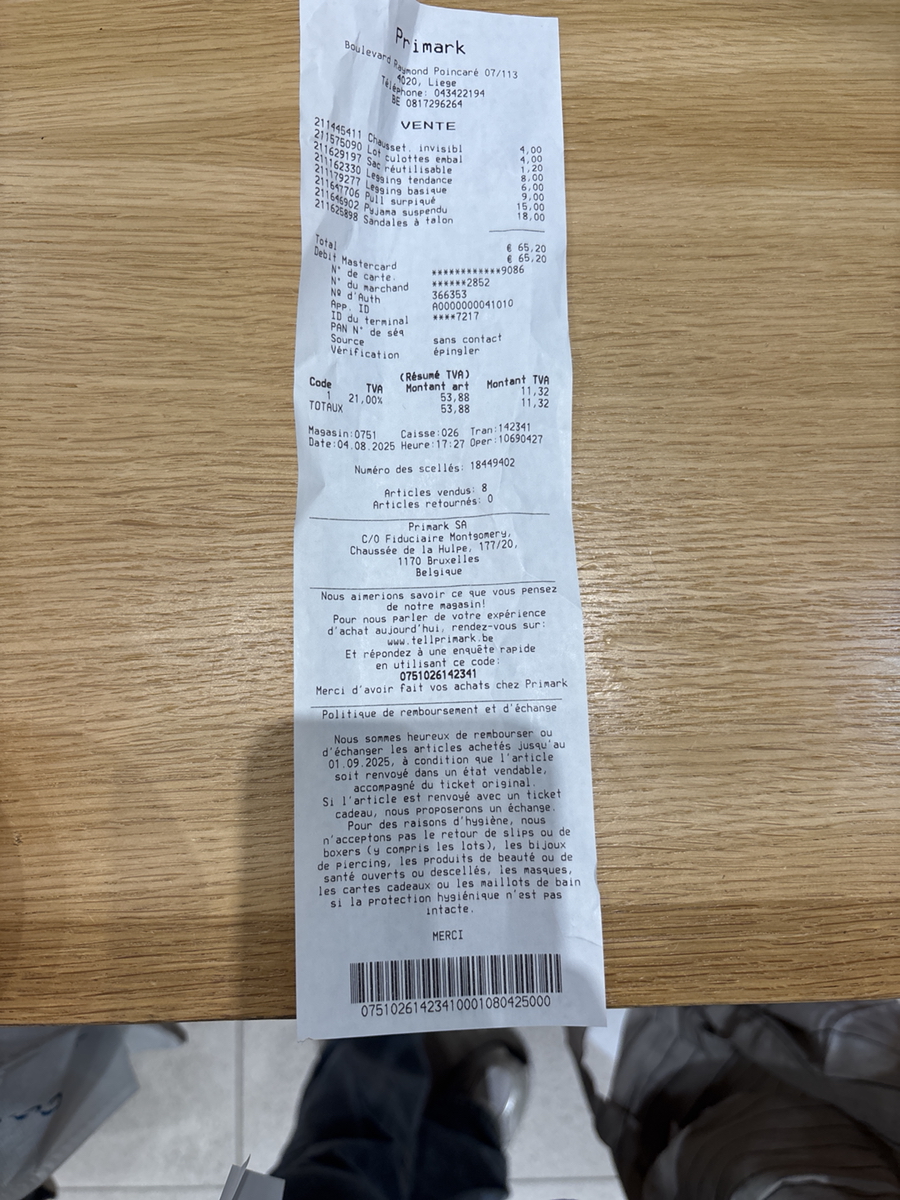 Primark
Boulevard Raymond Poincaré 07/113
4020, Liege
Téléphone: 043422194
BE 0817296264
VENTE
211445411 Chausset. invisibl 4,00
211575090 Lot culottes embal 4,00
211629197 Sac réutilisable 1,20
211162330 Legging tendance 8,00
211179277 Legging basique 6,00
211647706 Pull surpiqué 9,00
211646902 Pyjama suspendu 15,00
211625898 Sandales à talon 18,00
Total € 65,20
Debit Mastercard € 65,20
N° de carte. ************9086
N° du marchand ******2852
Nº d'Auth 366353
App. ID A0000000041010
ID du terminal ****7217
PAN N° de séq
Source sans contact
Vérification épingler
(Résumé TVA)
Code TVA Montant art Montant TVA
1 21,00% 53,88 11,32
TOTAUX 53,88 11,32
Magasin:0751 Caisse:026 Tran:142341
Date:04.08.2025 Heure:17:27 Oper:10690427
Numéro des scellés: 18449402
Articles vendus: 8
Articles retournés: 0
Primark SA
C/O Fiduciaire Montgomery,
Chaussée de la Hulpe, 177/20,
1170 Bruxelles
Belgique
Nous aimerions savoir ce que vous pensez
de notre magasin!
Pour nous parler de votre expérience
d'achat aujourd'hui, rendez-vous sur:
www.tellprimark.be
Et répondez à une enquête rapide
en utilisant ce code:
0751026142341
Merci d'avoir fait vos achats chez Primark
Politique de remboursement et d'échange
Nous sommes heureux de rembourser ou
d'échanger les articles achetés jusqu'au
01.09.2025, à condition que l'article
soit renvoyé dans un état vendable,
accompagné du ticket original.
Si l'article est renvoyé avec un ticket
cadeau, nous proposerons un échange.
Pour des raisons d'hygiène, nous
n'acceptons pas le retour de slips ou de
boxers (y compris les lots), les bijoux
de piercing, les produits de beauté ou de
santé ouverts ou descellés, les masques,
les cartes cadeaux ou les maillots de bain
si la protection hygiénique n'est pas
intacte.
MERCI
07510261423410001080425000